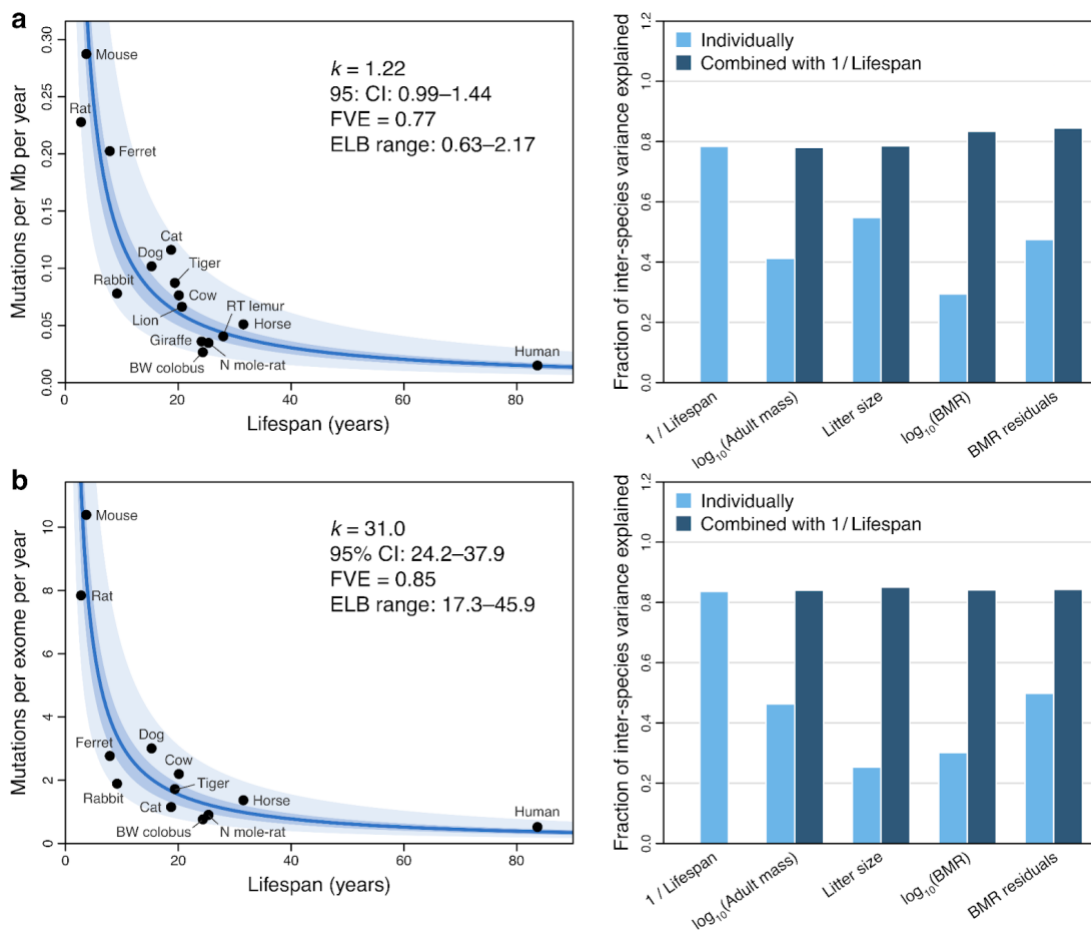 a
Mutations per Mb per year
0.00
0.05
0.10
0.15
0.20
0.25
0.30
Mouse
Rat
Ferret
Cat
Dog
Tiger
Rabbit
Cow
RT lemur
Lion
Horse
Giraffe
BW colobus
N mole-rat
Human
k = 1.22
95: CI: 0.99–1.44
FVE = 0.77
ELB range: 0.63–2.17
0 20 40 60 80
Lifespan (years)
Fraction of inter-species variance explained
0.0
0.2
0.4
0.6
0.8
1.0
1.2
Individually
Combined with 1/Lifespan
1 / Lifespan
log10(Adult mass)
Litter size
log10(BMR)
BMR residuals
b
Mutations per exome per year
0
2
4
6
8
10
Mouse
Rat
Ferret
Dog
Cow
Rabbit
Tiger
Cat
Horse
BW colobus
N mole-rat
Human
k = 31.0
95% CI: 24.2–37.9
FVE = 0.85
ELB range: 17.3–45.9
0 20 40 60 80
Lifespan (years)
Fraction of inter-species variance explained
0.0
0.2
0.4
0.6
0.8
1.0
1.2
Individually
Combined with 1/Lifespan
1 / Lifespan
log10(Adult mass)
Litter size
log10(BMR)
BMR residuals